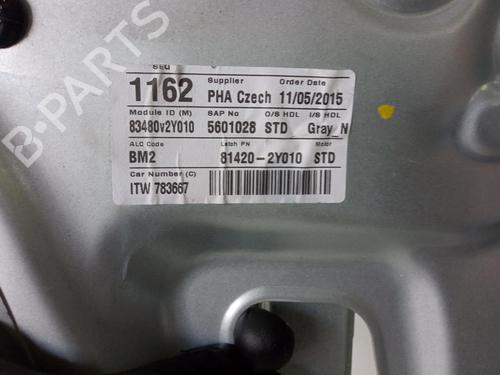 B-PARTS
SEQ
1162 Supplier Order Date
PHA Czech 11/05/2015
Module ID (M) SAP No O/S HDL I/S HDL
83480v2Y010 5601028 STD Gray_N
ALC Code Latch PN Motor
BM2 81420-2Y010 STD
Car Number (C)
ITW 783667